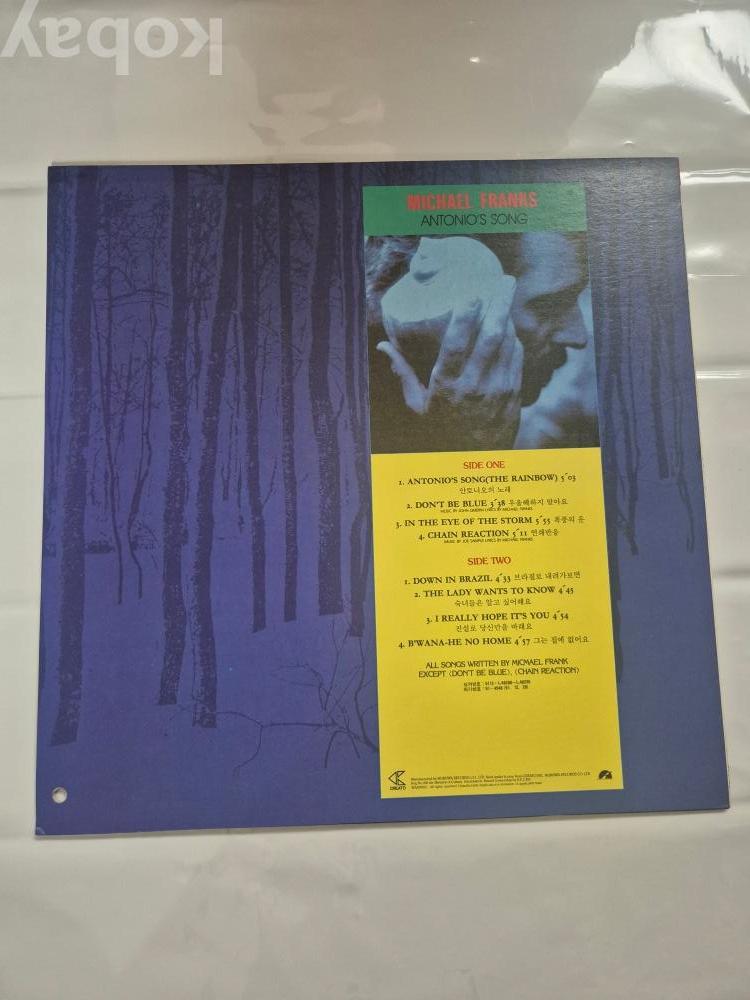 kobay
MICHAEL FRANKS
ANTONIO'S SONG
SIDE ONE
1. ANTONIO'S SONG(THE RAINBOW) 5´03
안토니오의 노래
2. DON'T BE BLUE 3´38 우울해하지 말아요
3. IN THE EYE OF THE STORM 5´55 폭풍의 눈
4. CHAIN REACTION 5´11 연쇄반응
SIDE TWO
1. DOWN IN BRAZIL 4´33 브라질로 내려가보면
2. THE LADY WANTS TO KNOW 4´45
숙녀들은 알고 싶어해요
3. I REALLY HOPE IT'S YOU 4´54
진실로 당신만을 바래요
4. B'WANA-HE NO HOME 4´57 그는 집에 없어요
ALL SONGS WRITTEN BY MICMAEL FRANK
EXCEPT (DON'T BE BLUE), (CHAIN REACTION)
CREATO